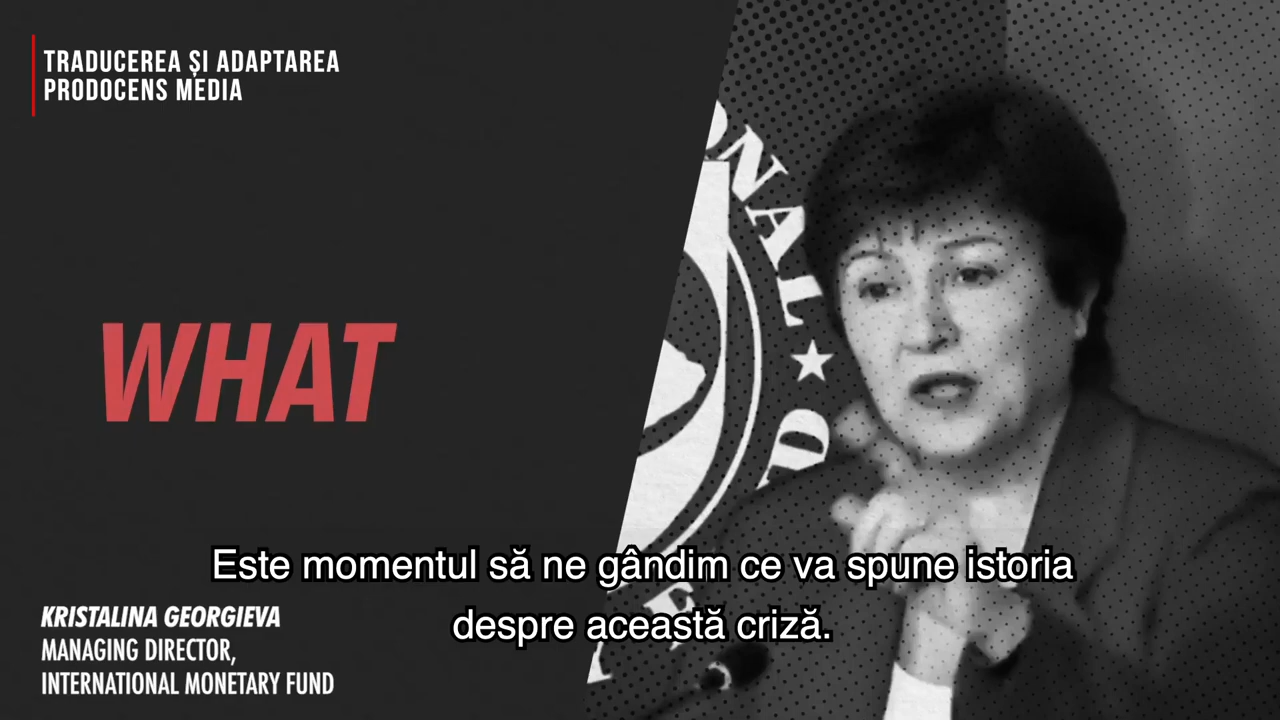 TRADUCEREA ȘI ADAPTAREA
PRODOCENS MEDIA
ONAL ★ 
WHAT
Este momentul să ne gândim ce va spune istoria
despre această criză.
KRISTALINA GEORGIEVA
MANAGING DIRECTOR,
INTERNATIONAL MONETARY FUND